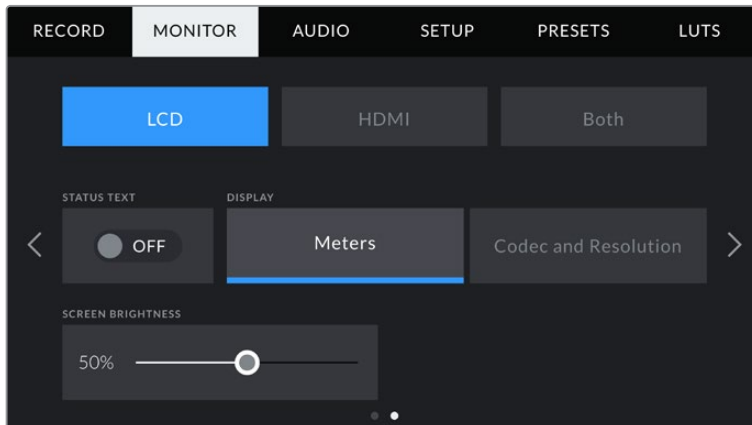 RECORD MONITOR AUDIO SETUP PRESETS LUTS
LCD HDMI Both
STATUS TEXT DISPLAY
OFF Meters Codec and Resolution
SCREEN BRIGHTNESS
50%